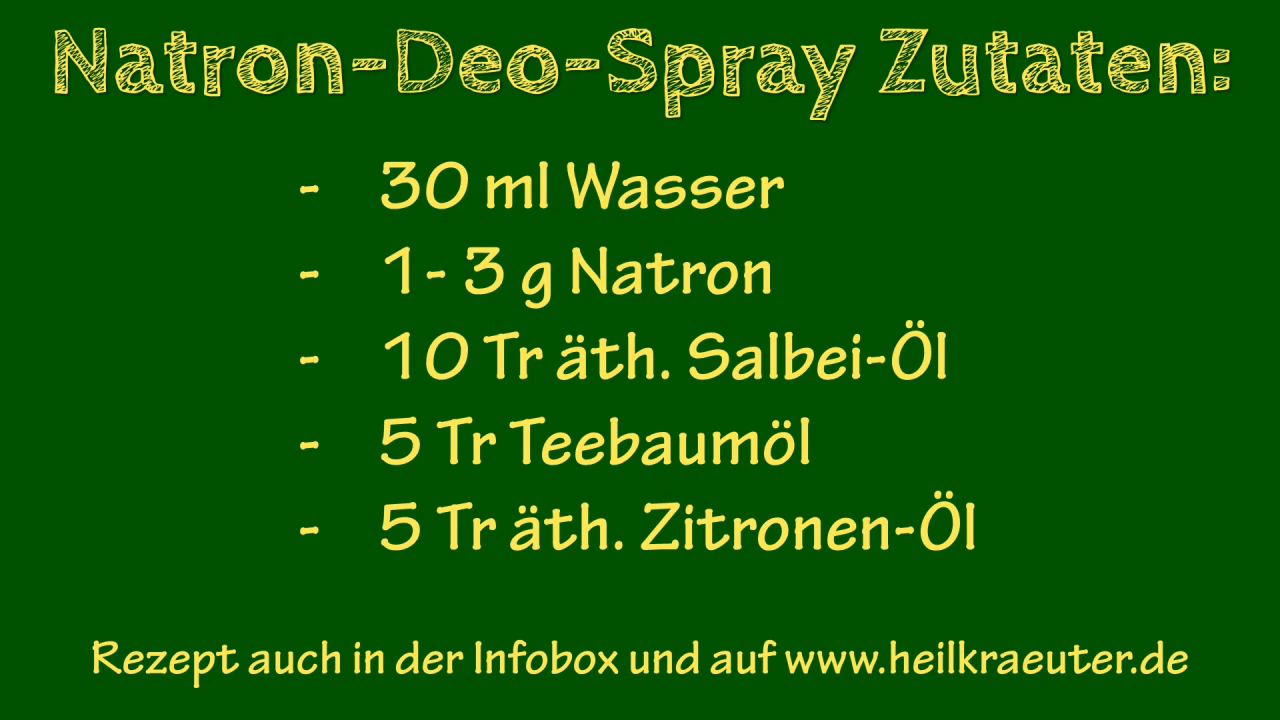 Natron-Deo-Spray Zutaten:
- 30 ml Wasser
- 1- 3 g Natron
- 10 Tr äth. Salbei-Öl
- 5 Tr Teebaumöl
- 5 Tr äth. Zitronen-Öl
Rezept auch in der Infobox und auf www.heilkraeuter.de